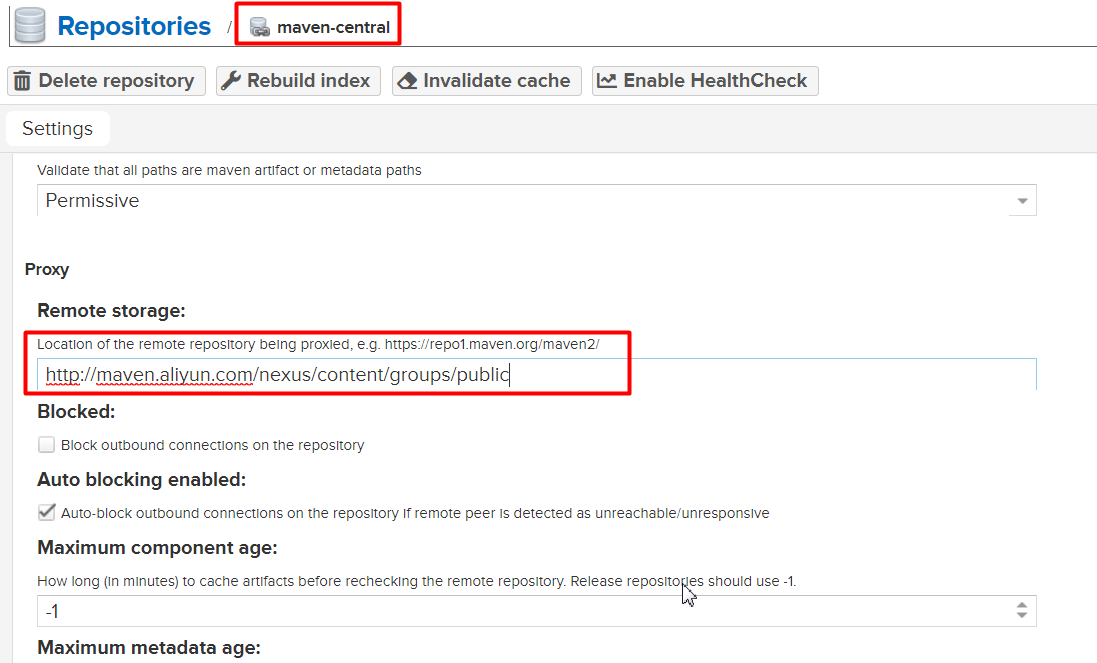 Repositories / maven-central
Delete repository Rebuild index Invalidate cache Enable HealthCheck
Settings
Validate that all paths are maven artifact or metadata paths
Permissive
Proxy
Remote storage:
Location of the remote repository being proxied, e.g. https://repo1.maven.org/maven2/
http://maven.aliyun.com/nexus/content/groups/public
Blocked:
Block outbound connections on the repository
Auto blocking enabled:
Auto-block outbound connections on the repository if remote peer is detected as unreachable/unresponsive
Maximum component age:
How long (in minutes) to cache artifacts before rechecking the remote repository. Release repositories should use -1.
-1
Maximum metadata age: